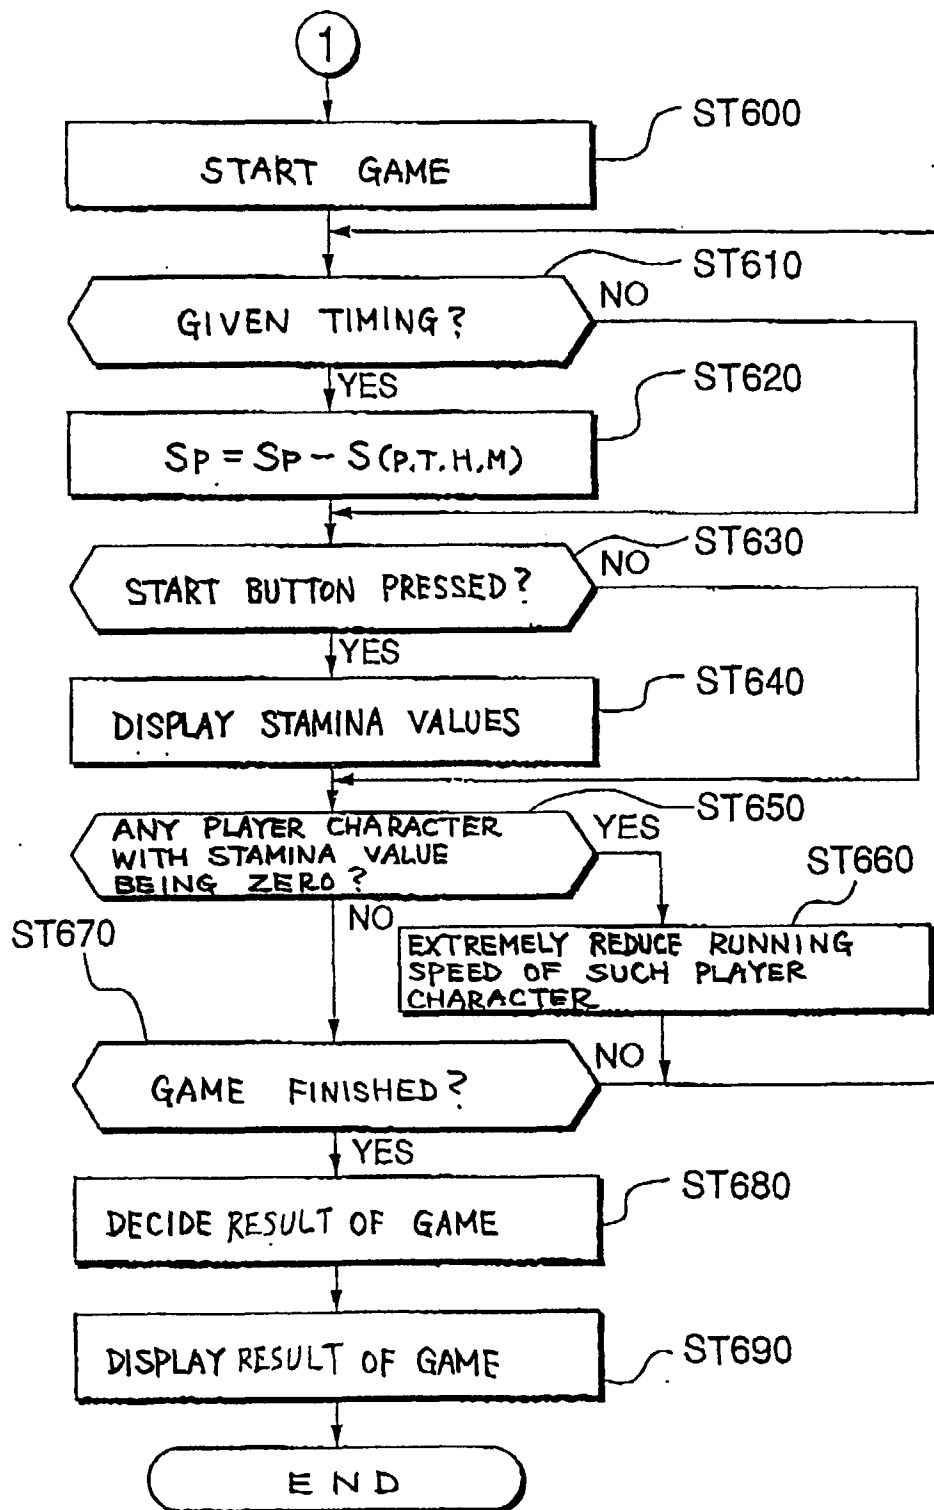 1
ST600
START GAME
ST610
GIVEN TIMING?
NO
YES
ST620
Sp = Sp - S(P.T.H.M)
ST630
START BUTTON PRESSED?
NO
YES
ST640
DISPLAY STAMINA VALUES
ST650
ANY PLAYER CHARACTER
WITH STAMINA VALUE
BEING ZERO?
YES
ST660
NO
ST670
EXTREMELY REDUCE RUNNING
SPEED OF SUCH PLAYER
CHARACTER
GAME FINISHED?
NO
YES
ST680
DECIDE RESULT OF GAME
ST690
DISPLAY RESULT OF GAME
END